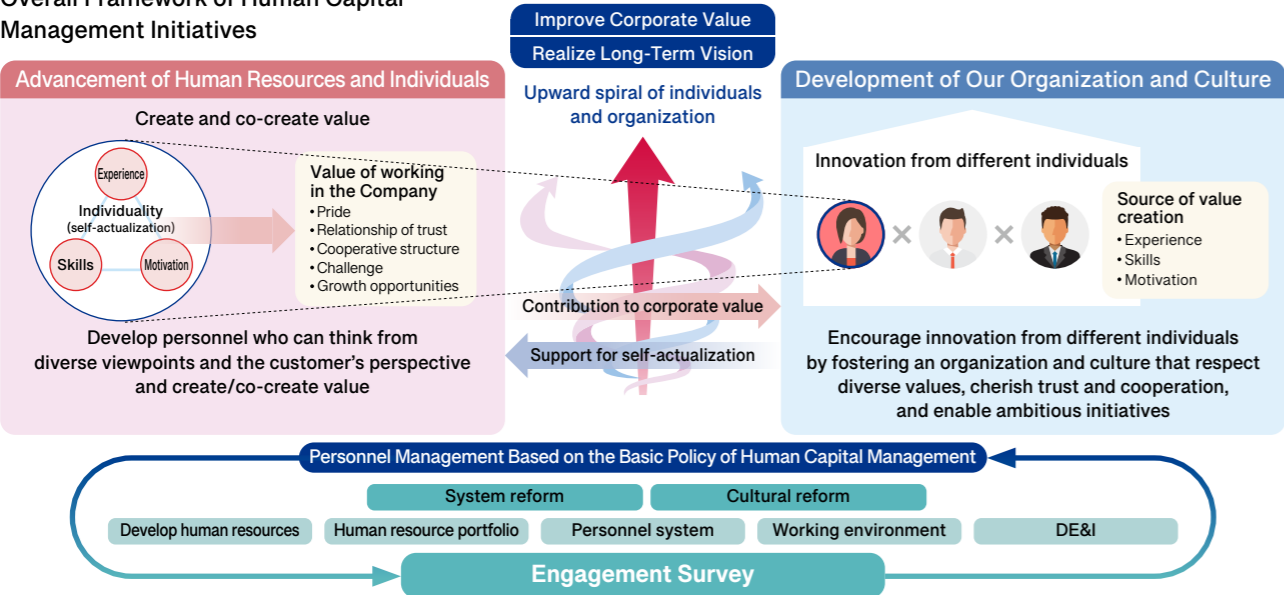 Overall Framework of Human Capital
Management Initiatives
Improve Corporate Value
Realize Long-Term Vision
Upward spiral of individuals
and organization
Advancement of Human Resources and Individuals
Create and co-create value
Experience
Individuality
(self-actualization)
Skills
Motivation
Value of working
in the Company
• Pride
• Relationship of trust
• Cooperative structure
• Challenge
• Growth opportunities
Develop personnel who can think from
diverse viewpoints and the customer's perspective
and create/co-create value
Contribution to corporate value
Support for self-actualization
Development of Our Organization and Culture
Innovation from different individuals
×
×
Source of value
creation
• Experience
• Skills
• Motivation
Encourage innovation from different individuals
by fostering an organization and culture that respect
diverse values, cherish trust and cooperation,
and enable ambitious initiatives
Personnel Management Based on the Basic Policy of Human Capital Management
System reform
Cultural reform
Develop human resources
Human resource portfolio
Personnel system
Working environment
DE&I
Engagement Survey